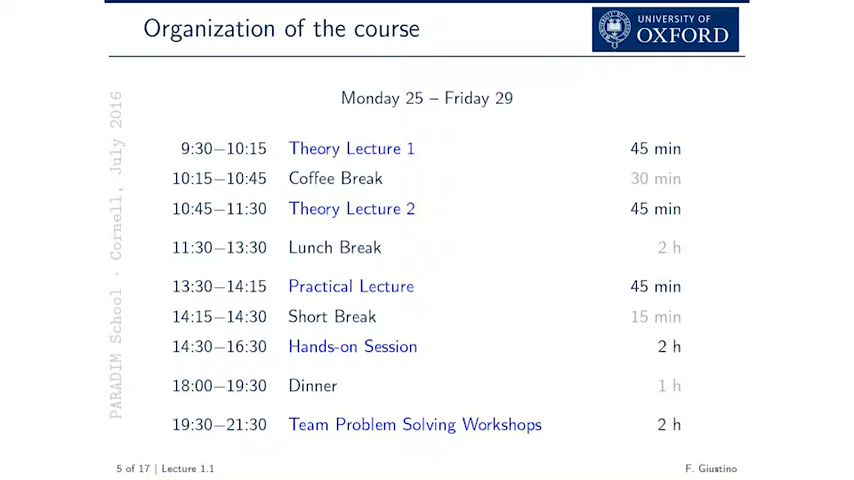 Organization of the course
UNIVERSITY OF
OXFORD
PARADIM School · Cornell, July 2016
Monday 25 – Friday 29
9:30−10:15 Theory Lecture 1 45 min
10:15−10:45 Coffee Break 30 min
10:45−11:30 Theory Lecture 2 45 min
11:30−13:30 Lunch Break 2 h
13:30−14:15 Practical Lecture 45 min
14:15−14:30 Short Break 15 min
14:30−16:30 Hands-on Session 2 h
18:00−19:30 Dinner 1 h
19:30−21:30 Team Problem Solving Workshops 2 h
5 of 17 | Lecture 1.1 F. Giustino